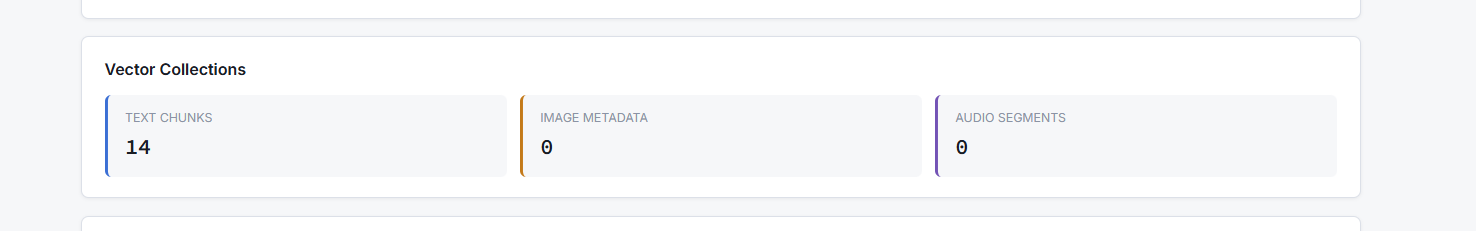 Vector Collections
TEXT CHUNKS
14
IMAGE METADATA
0
AUDIO SEGMENTS
0